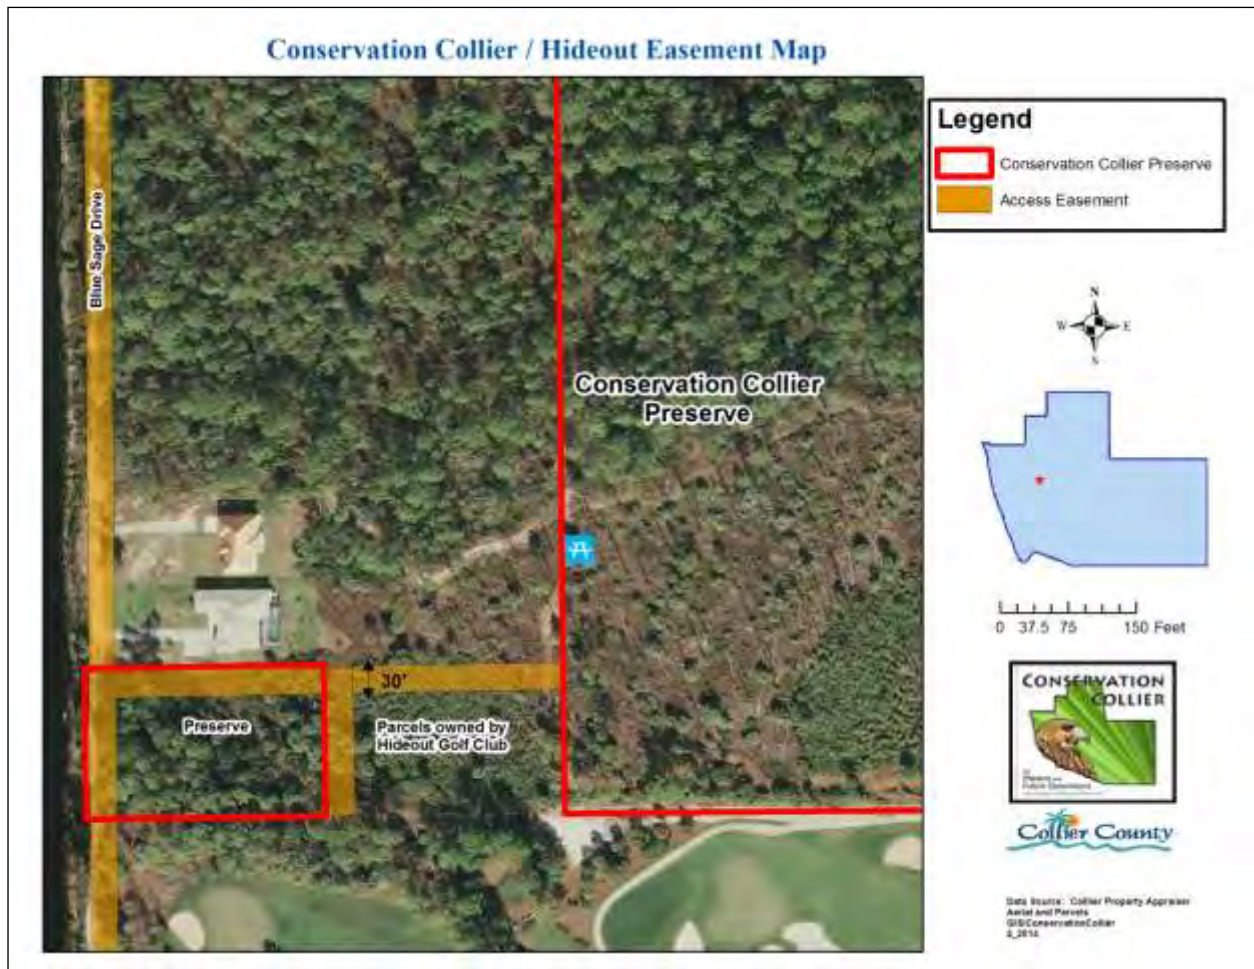 Conservation Collier / Hideout Easement Map
Blue Sage Drive
Conservation Collier
Preserve
30'
Preserve
Parcels owned by
Hideout Golf Club
Legend
Conservation Collier Preserve
Access Easement
N
W
E
S
0 37.5 75 150 Feet
CONSERVATION
COLLIER
Future Generations
Collier County
Data Source: Collier Property Appraiser
Aerial and Parcels
GIS\ConservationCollier